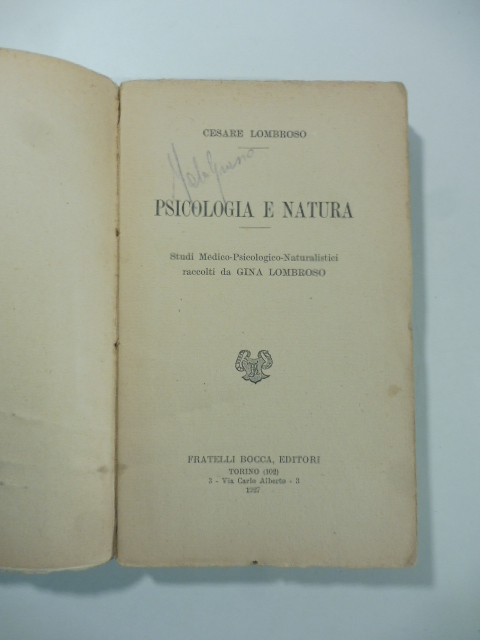 CESARE LOMBROSO
PSICOLOGIA E NATURA
Studi Medico-Psicologico-Naturalistici
raccolti da GINA LOMBROSO
FRATELLI BOCCA, EDITORI
TORINO (102)
3 - Via Carlo Alberto - 3
1927